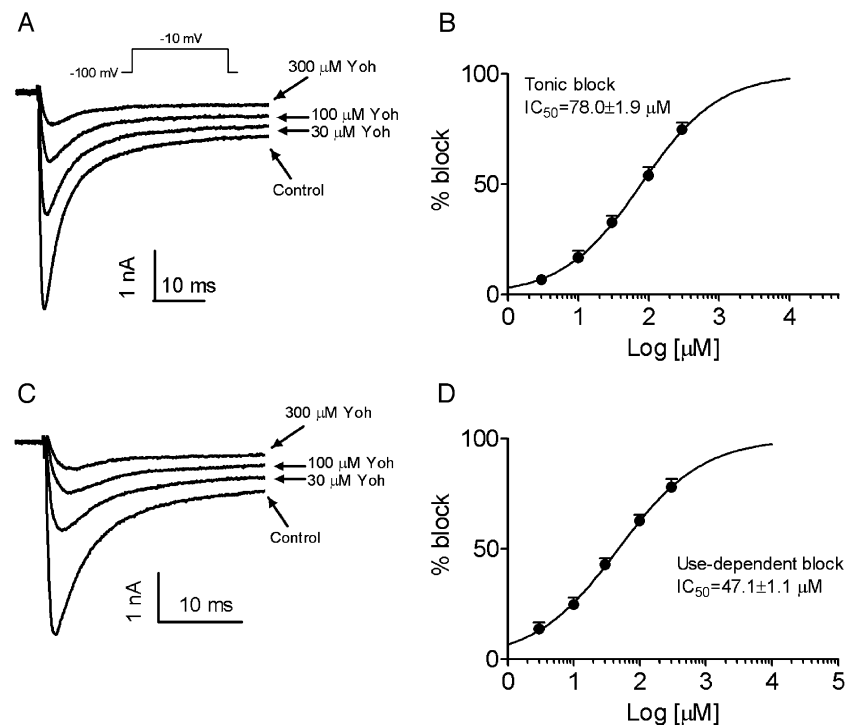 A
-10 mV
-100 mV
300 μM Yoh
100 μM Yoh
30 μM Yoh
Control
1 nA
10 ms
B
Tonic block
IC50=78.0±1.9 μM
% block
100
50
0
0 1 2 3 4
Log [μM]
C
300 μM Yoh
100 μM Yoh
30 μM Yoh
Control
1 nA
10 ms
D
Use-dependent block
IC50=47.1±1.1 μM
% block
100
50
0
0 1 2 3 4 5
Log [μM]